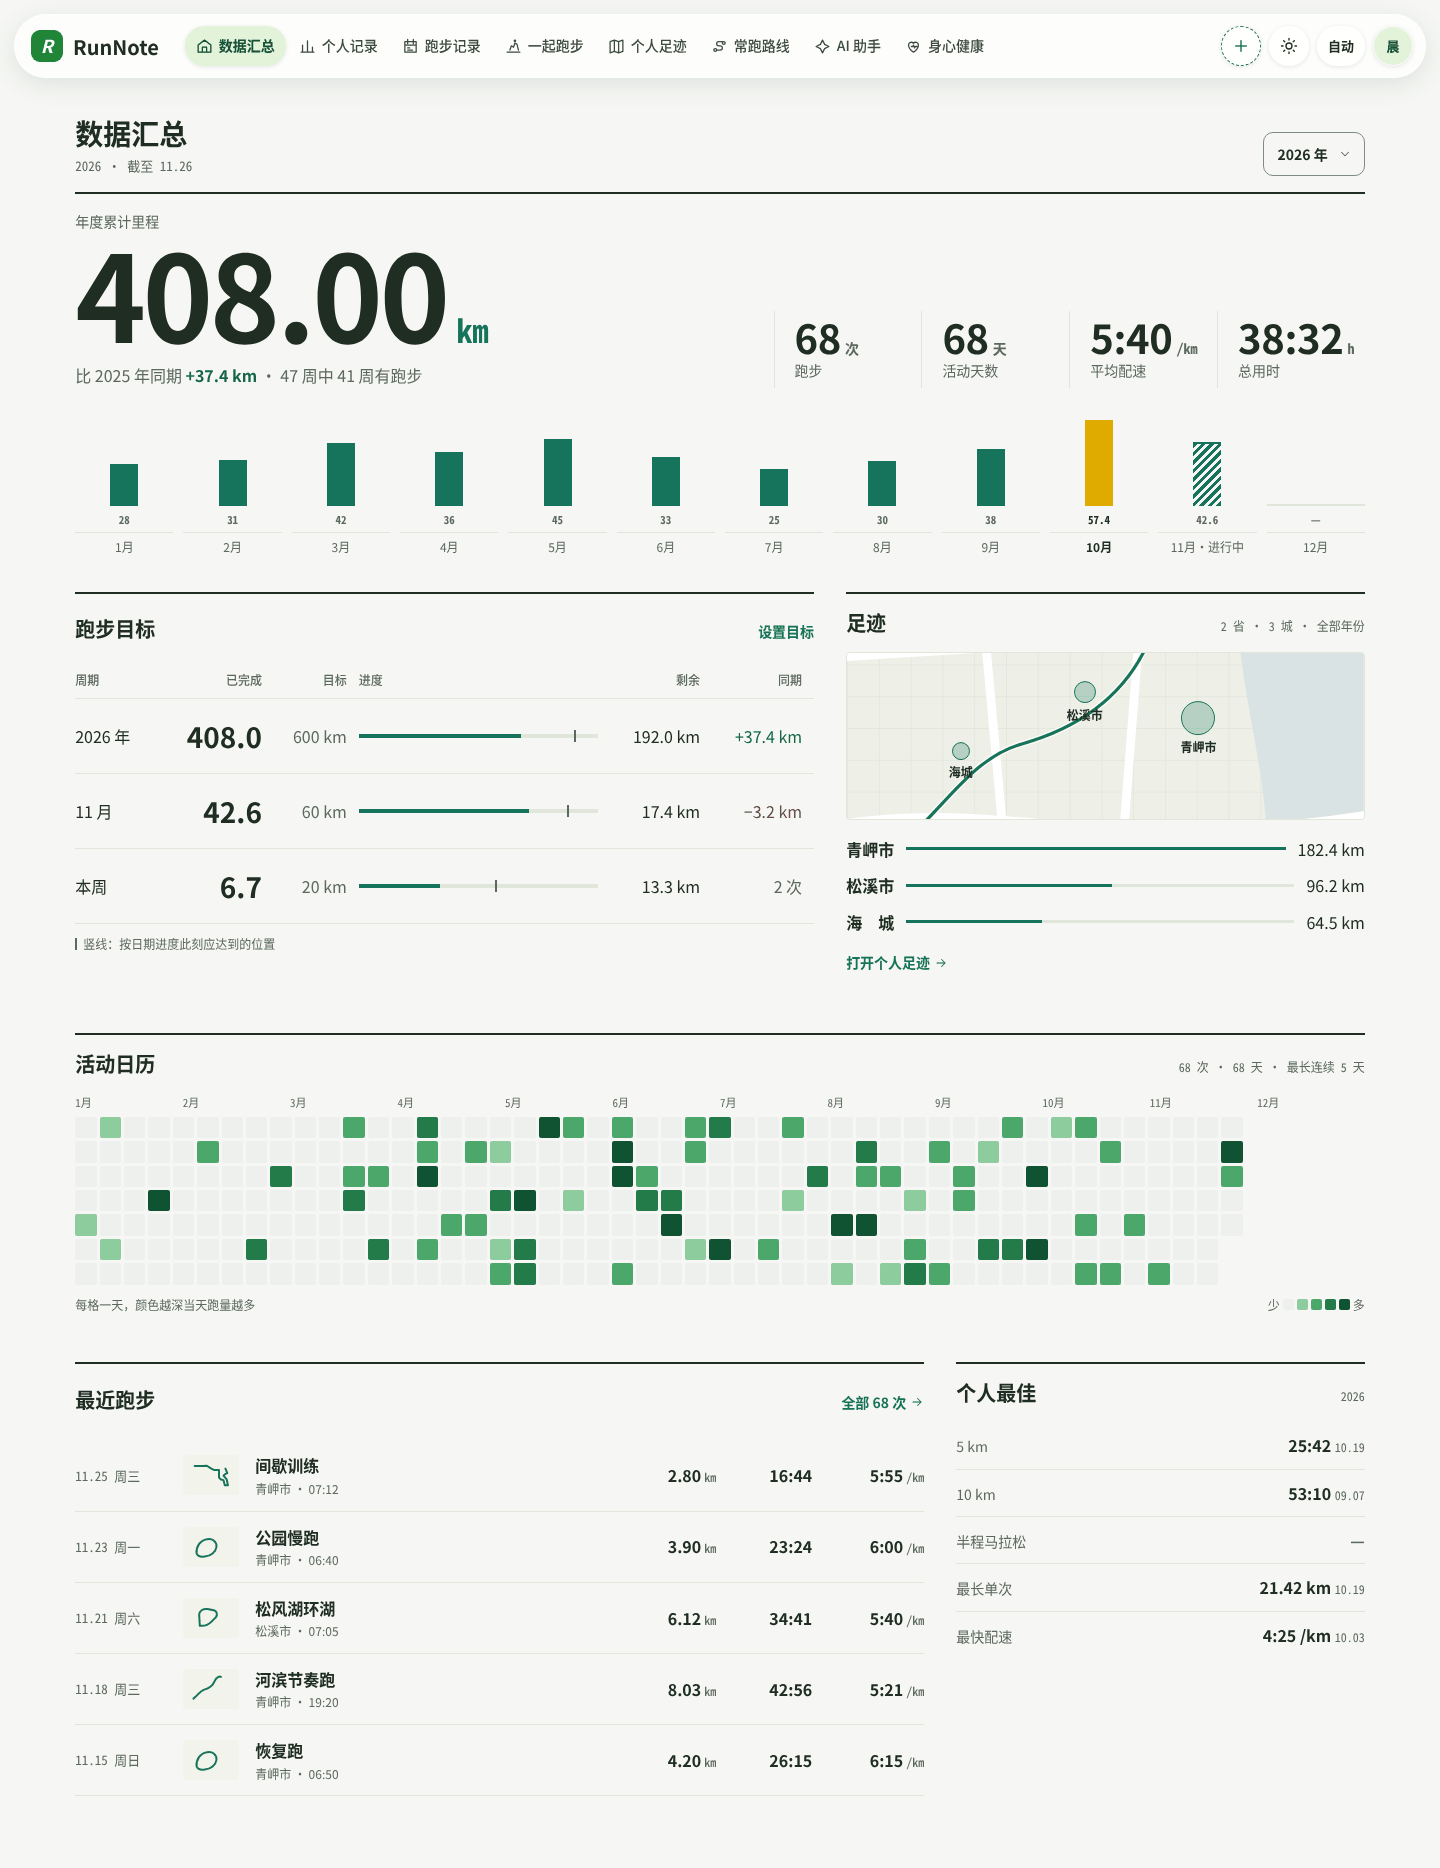 R RunNote 数据汇总 个人记录 跑步记录 一起跑步 个人足迹 常跑路线 AI 助手 身心健康 自动 晨
数据汇总
2026 · 截至 11.26
2026 年
年度累计里程
408.00 km
比 2025 年同期 +37.4 km · 47 周中 41 周有跑步
68 次
跑步
68 天
活动天数
5:40 /km
平均配速
38:32 h
总用时
28 31 42 36 45 33 25 30 38 57.4 42.6 —
1月 2月 3月 4月 5月 6月 7月 8月 9月 10月 11月·进行中 12月
跑步目标 设置目标
周期 已完成 目标 进度 剩余 同期
2026 年 408.0 600 km 192.0 km +37.4 km
11 月 42.6 60 km 17.4 km −3.2 km
本周 6.7 20 km 13.3 km 2 次
竖线：按日期进度此刻应达到的位置
足迹 2 省 · 3 城 · 全部年份
松溪市
青岬市
海城
青岬市 182.4 km
松溪市 96.2 km
海 城 64.5 km
打开个人足迹 →
活动日历 68 次 · 68 天 · 最长连续 5 天
1月 2月 3月 4月 5月 6月 7月 8月 9月 10月 11月 12月
每格一天，颜色越深当天跑量越多 少 多
最近跑步 全部 68 次 →
11.25 周三 间歇训练 2.80 km 16:44 5:55 /km
青岬市 · 07:12
11.23 周一 公园慢跑 3.90 km 23:24 6:00 /km
青岬市 · 06:40
11.21 周六 松风湖环湖 6.12 km 34:41 5:40 /km
松溪市 · 07:05
11.18 周三 河滨节奏跑 8.03 km 42:56 5:21 /km
青岬市 · 19:20
11.15 周日 恢复跑 4.20 km 26:15 6:15 /km
青岬市 · 06:50
个人最佳 2026
5 km 25:42 10.19
10 km 53:10 09.07
半程马拉松 —
最长单次 21.42 km 10.19
最快配速 4:25 /km 10.03